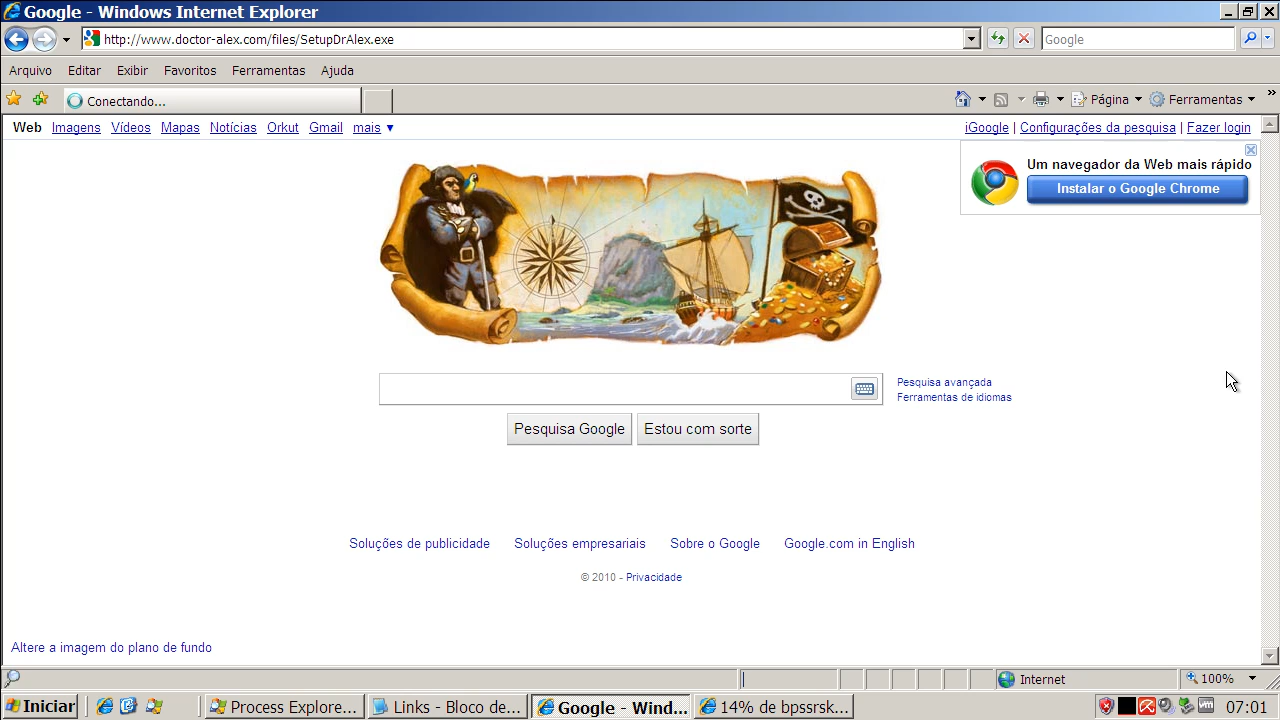 Google - Windows Internet Explorer
http://www.doctor-alex.com/files/SetupDrAlex.exe
Google
Arquivo Editar Exibir Favoritos Ferramentas Ajuda
Conectando...
Página Ferramentas »
Web Imagens Vídeos Mapas Notícias Orkut Gmail mais ▼
iGoogle | Configurações da pesquisa | Fazer login
Um navegador da Web mais rápido
Instalar o Google Chrome
Pesquisa avançada
Ferramentas de idiomas
Pesquisa Google Estou com sorte
Soluções de publicidade Soluções empresariais Sobre o Google Google.com in English
© 2010 - Privacidade
Altere a imagem do plano de fundo
Internet 100%
Iniciar Process Explore... Links - Bloco de... Google - Wind... 14% de bpssrsk... 07:01